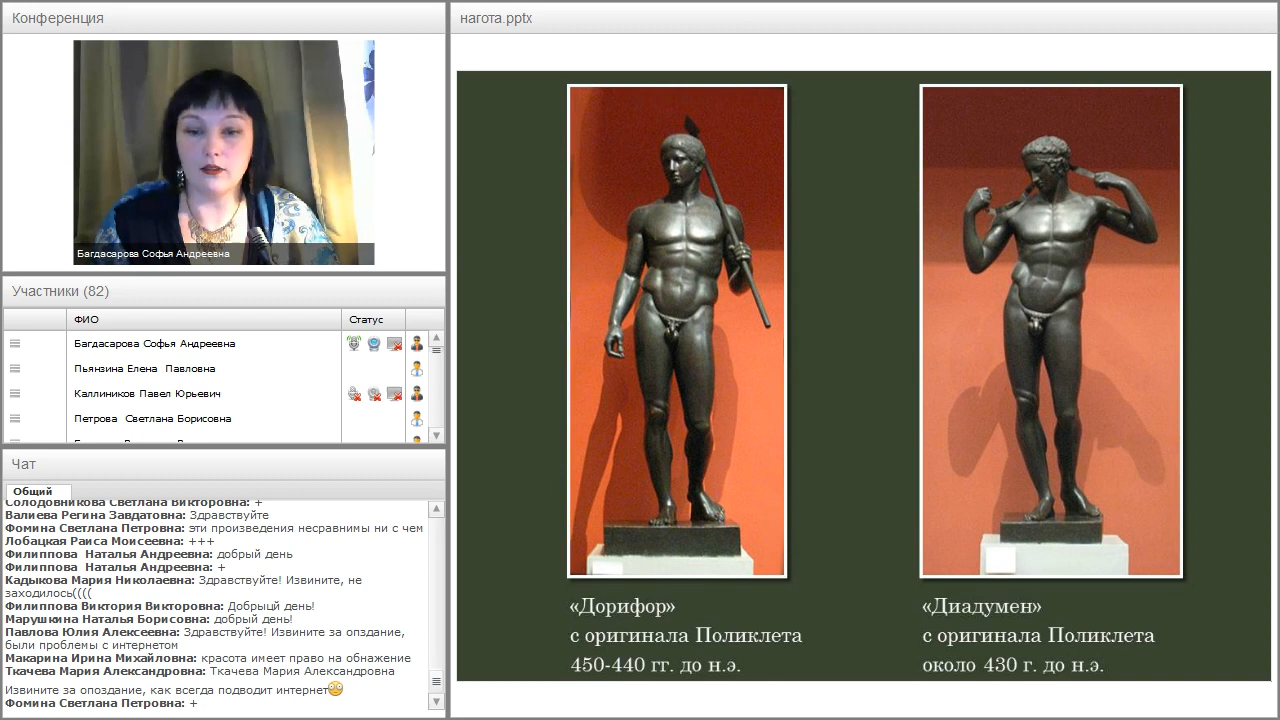 Конференция
Багдасарова Софья Андреевна
Участники (82)
ФИО
Статус
Багдасарова Софья Андреевна
Пьянзина Елена Павловна
Каллиников Павел Юрьевич
Петрова Светлана Борисовна
Чат
Общий
Солодовникова Светлана Викторовна: +
Валиева Регина Завдатовна: Здравствуйте
Фомина Светлана Петровна: эти произведения несравнимы ни с чем
Лобацкая Раиса Моисеевна: +++
Филиппова Наталья Андреевна: добрый день
Филиппова Наталья Андреевна: +
Кадыкова Мария Николаевна: Здравствуйте! Извините, не
заходилось((((
Филиппова Виктория Викторовна: Добрыцй день!
Марушкина Наталья Борисовна: добрый день!
Павлова Юлия Алексеевна: Здравствуйте! Извините за опздание,
были проблемы с интернетом
Макарина Ирина Михайловна: красота имеет право на обнажение
Ткачева Мария Александровна: Ткачева Мария Александровна
Извините за опоздание, как всегда подводит интернет
Фомина Светлана Петровна: +
нагота.pptx
«Дорифор»
с оригинала Поликлета
450-440 гг. до н.э.
«Диадумен»
с оригинала Поликлета
около 430 г. до н.э.